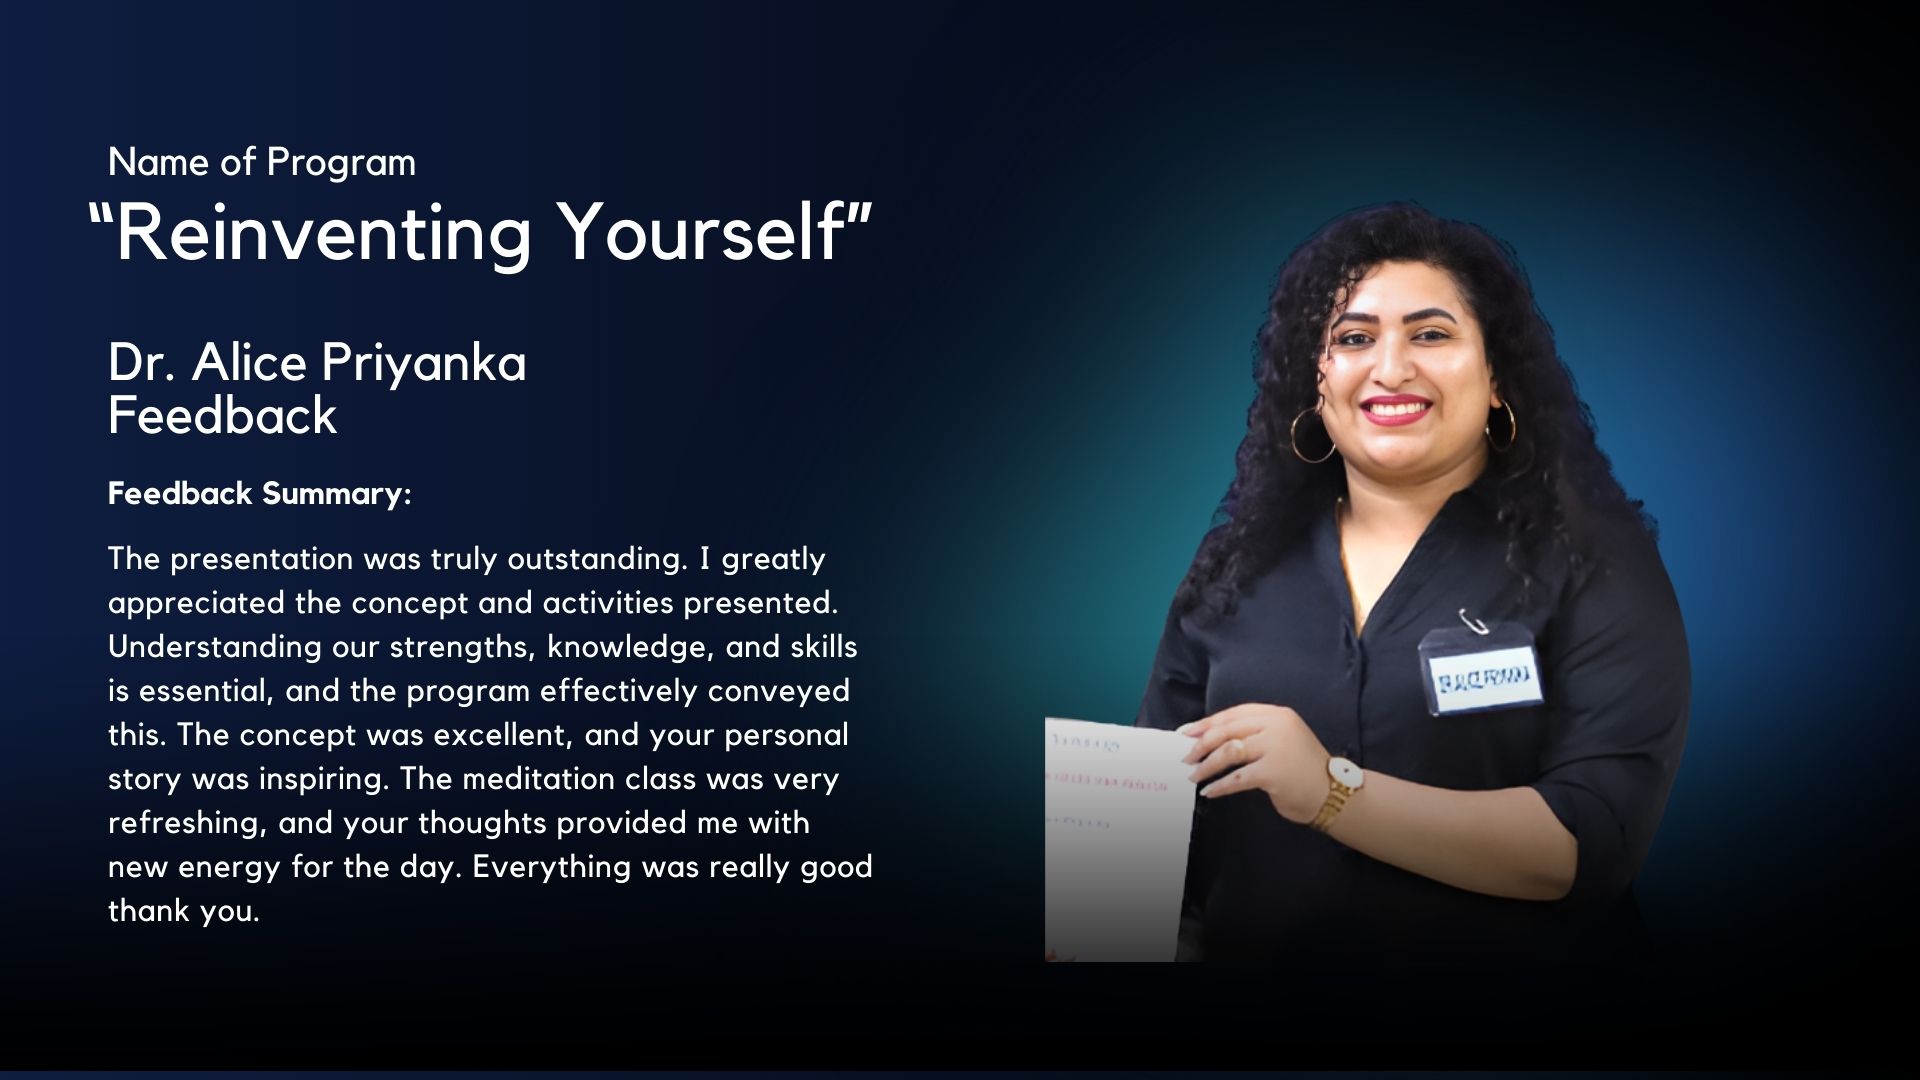 Name of Program
“Reinventing Yourself”
Dr. Alice Priyanka
Feedback
Feedback Summary:
The presentation was truly outstanding. I greatly
appreciated the concept and activities presented.
Understanding our strengths, knowledge, and skills
is essential, and the program effectively conveyed
this. The concept was excellent, and your personal
story was inspiring. The meditation class was very
refreshing, and your thoughts provided me with
new energy for the day. Everything was really good
thank you.